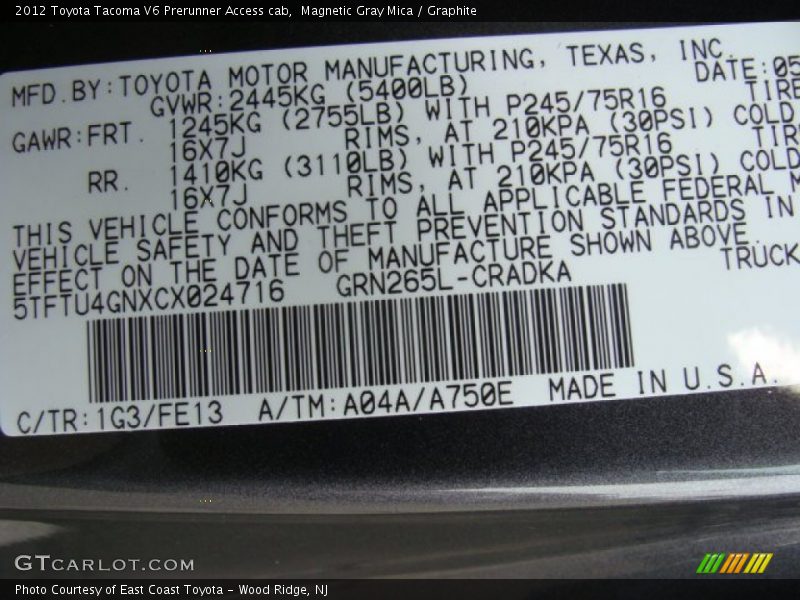 2012 Toyota Tacoma V6 Prerunner Access cab,  Magnetic Gray Mica / Graphite
MFD.BY:TOYOTA MOTOR MANUFACTURING, TEXAS, INC.
GVWR:2445KG (5400LB) DATE:05
GAWR:FRT. 1245KG (2755LB) WITH P245/75R16 TIRE
16X7J RIMS, AT 210KPA (30PSI) COLD
RR. 1410KG (3110LB) WITH P245/75R16 TIR
16X7J RIMS, AT 210KPA (30PSI) COLD
THIS VEHICLE CONFORMS TO ALL APPLICABLE FEDERAL M
VEHICLE SAFETY AND THEFT PREVENTION STANDARDS IN
EFFECT ON THE DATE OF MANUFACTURE SHOWN ABOVE.
5TFTU4GNXCX024716 GRN265L-CRADKA TRUCK
C/TR:1G3/FE13 A/TM:A04A/A750E MADE IN U.S.A.
GTCARLOT.COM
Photo Courtesy of East Coast Toyota - Wood Ridge, NJ